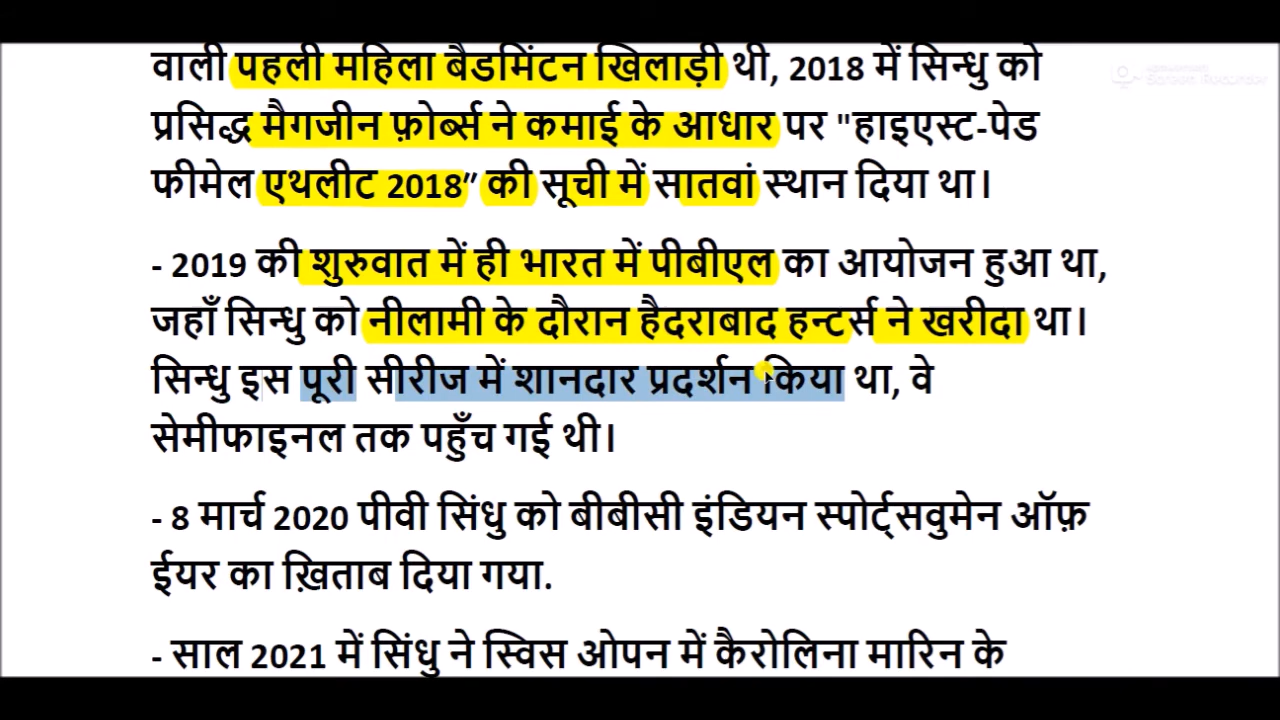 वाली पहली महिला बैडमिंटन खिलाड़ी थी, 2018 में सिन्धु को
प्रसिद्ध मैगजीन फ़ोर्ब्स ने कमाई के आधार पर "हाइएस्ट-पेड
फीमेल एथलीट 2018” की सूची में सातवां स्थान दिया था।
- 2019 की शुरुवात में ही भारत में पीबीएल का आयोजन हुआ था,
जहाँ सिन्धु को नीलामी के दौरान हैदराबाद हन्टर्स ने खरीदा था।
सिन्धु इस पूरी सीरीज में शानदार प्रदर्शन किया था, वे
सेमीफाइनल तक पहुँच गई थी।
- 8 मार्च 2020 पीवी सिंधु को बीबीसी इंडियन स्पोर्ट्सवुमेन ऑफ़
ईयर का ख़िताब दिया गया.
- साल 2021 में सिंधु ने स्विस ओपन में कैरोलिना मारिन के